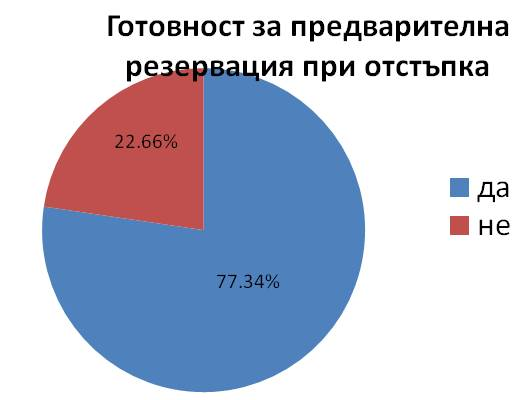 Готовност за предварителна
резервация при отстъпка
22.66%
77.34%
да
не